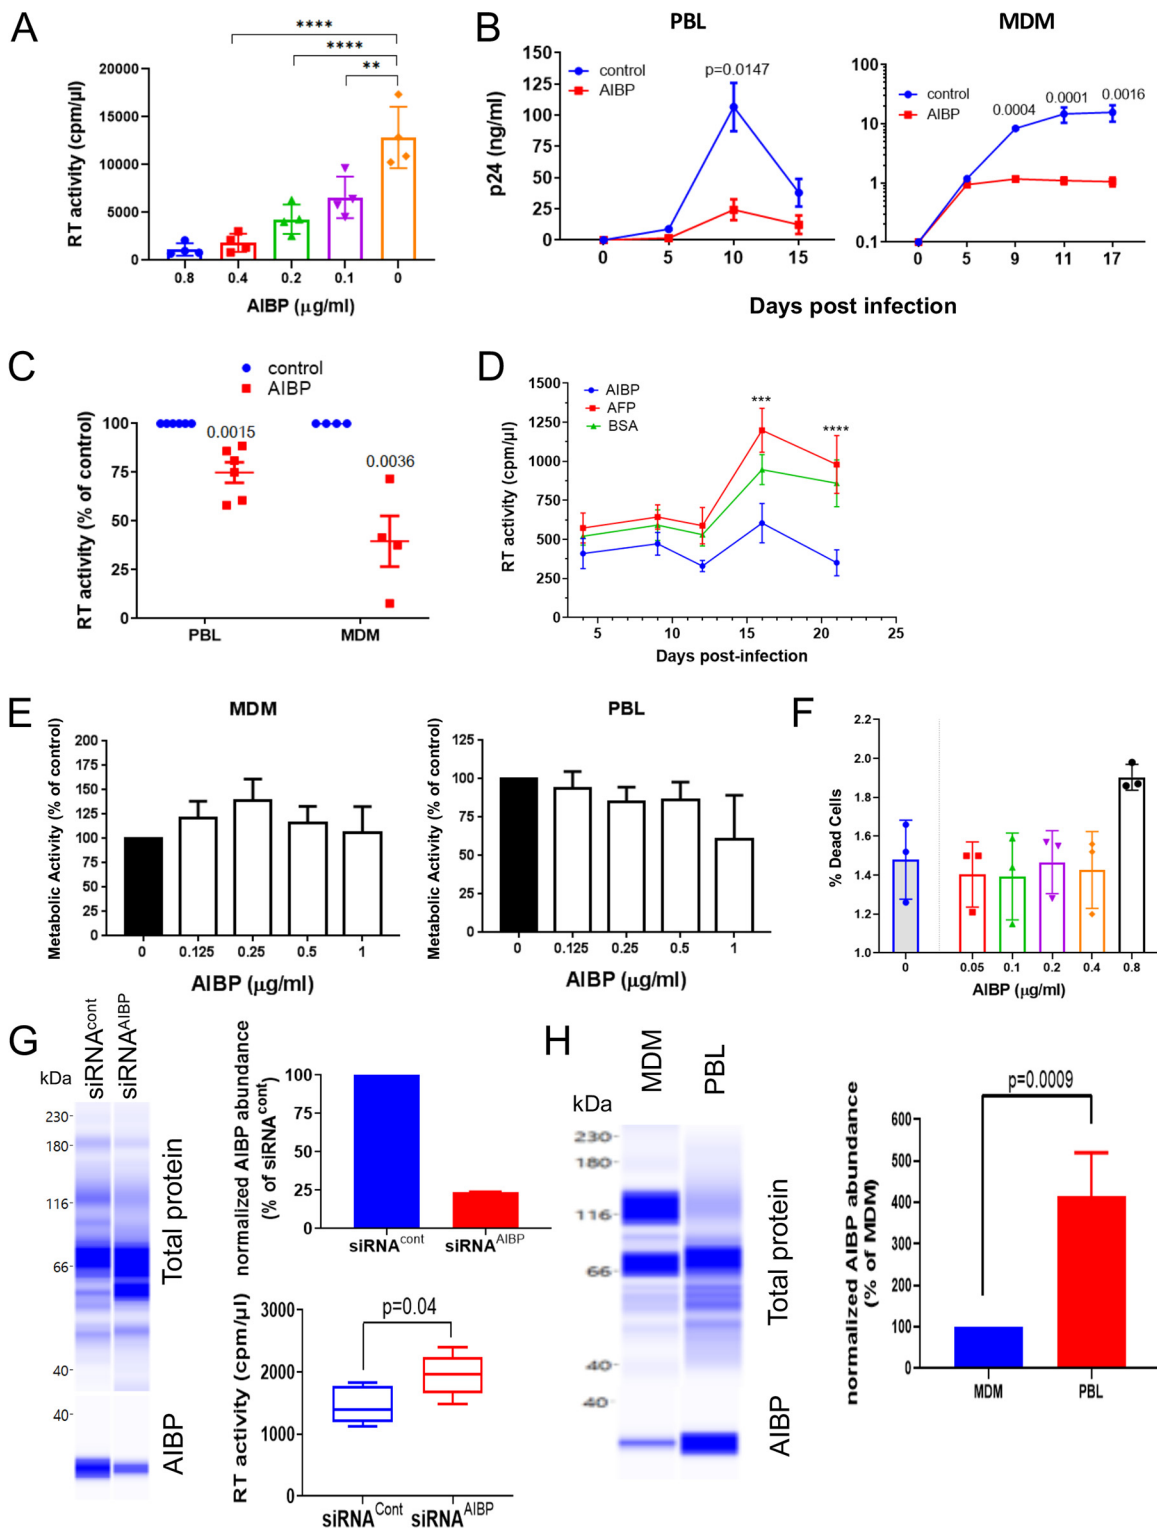 A
****
****
**
RT activity (cpm/µl)
20000
15000
10000
5000
0
0.8 0.4 0.2 0.1 0
AIBP (µg/ml)
B
PBL
MDM
p24 (ng/ml)
150
125
100
75
50
25
0
control
AIBP
p=0.0147
0 5 10 15
100
10
1
0.1
control
AIBP
0.0004
0.0001
0.0016
0 5 9 11 17
Days post infection
C
control
AIBP
RT activity (% of control)
100
75
50
25
0
0.0015
0.0036
PBL MDM
D
AIBP
AFP
BSA
***
****
RT activity (cpm/µl)
1500
1250
1000
750
500
250
0
5 10 15 20 25
Days post-infection
E
MDM
Metabolic Activity (% of control)
200
175
150
125
100
75
50
25
0
0 0.125 0.25 0.5 1
AIBP (µg/ml)
PBL
Metabolic Activity (% of control)
125
100
75
50
25
0
0 0.125 0.25 0.5 1
AIBP (µg/ml)
F
% Dead Cells
2.2
2.0
1.8
1.6
1.4
1.2
1.0
0 0.05 0.1 0.2 0.4 0.8
AIBP (µg/ml)
G
siRNAcont
siRNAAIBP
kDa
230-
180-
116-
66-
40-
40-
Total protein
AIBP
normalized AIBP abundance
(% of siRNAcont)
100
75
50
25
0
siRNAcont siRNAAIBP
RT activity (cpm/µl)
3000
2000
1000
0
p=0.04
siRNACont siRNAAIBP
H
MDM
PBL
kDa
230-
180-
116-
66-
40-
40-
Total protein
AIBP
p=0.0009
normalized AIBP abundance
(% of MDM)
600
500
400
300
200
100
0
MDM PBL